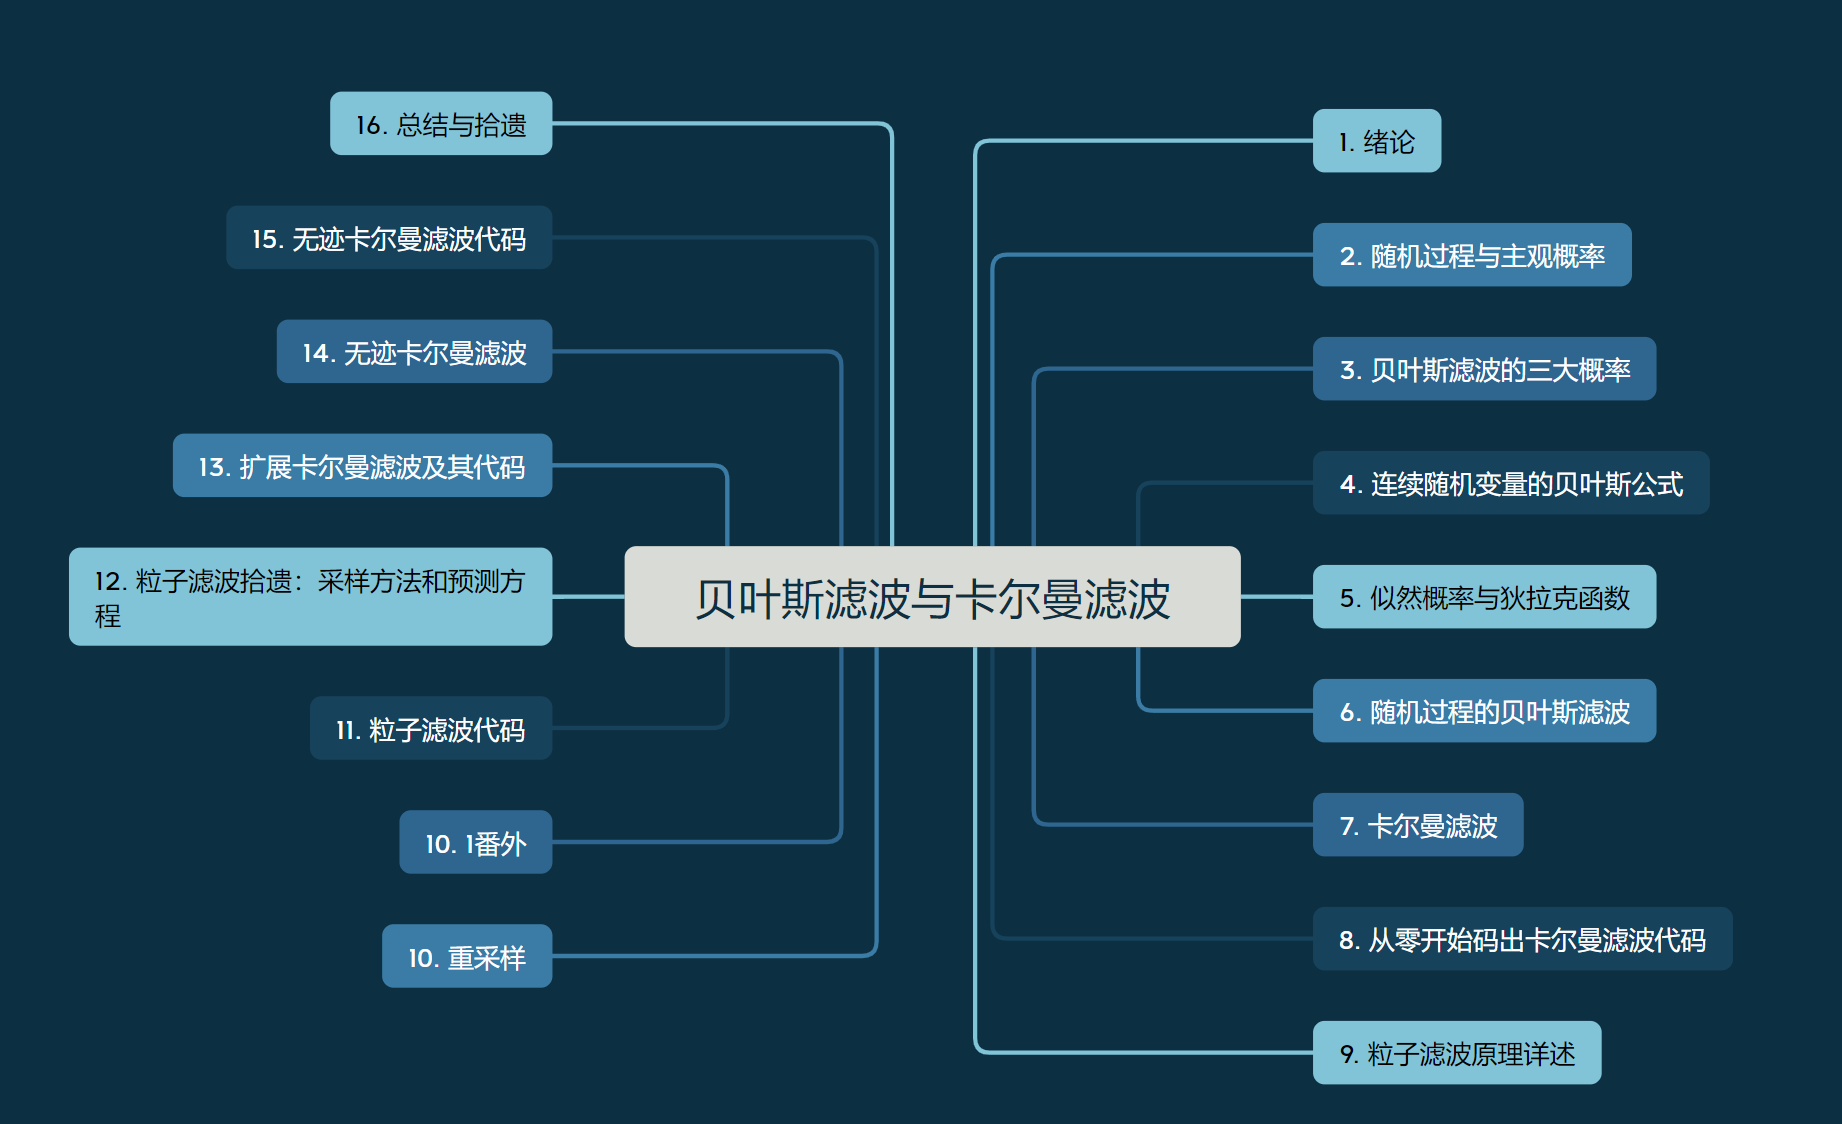 贝叶斯滤波与卡尔曼滤波
1. 绪论
2. 随机过程与主观概率
3. 贝叶斯滤波的三大概率
4. 连续随机变量的贝叶斯公式
5. 似然概率与狄拉克函数
6. 随机过程的贝叶斯滤波
7. 卡尔曼滤波
8. 从零开始码出卡尔曼滤波代码
9. 粒子滤波原理详述
10. 重采样
10. 1番外
11. 粒子滤波代码
12. 粒子滤波拾遗：采样方法和预测方
程
13. 扩展卡尔曼滤波及其代码
14. 无迹卡尔曼滤波
15. 无迹卡尔曼滤波代码
16. 总结与拾遗